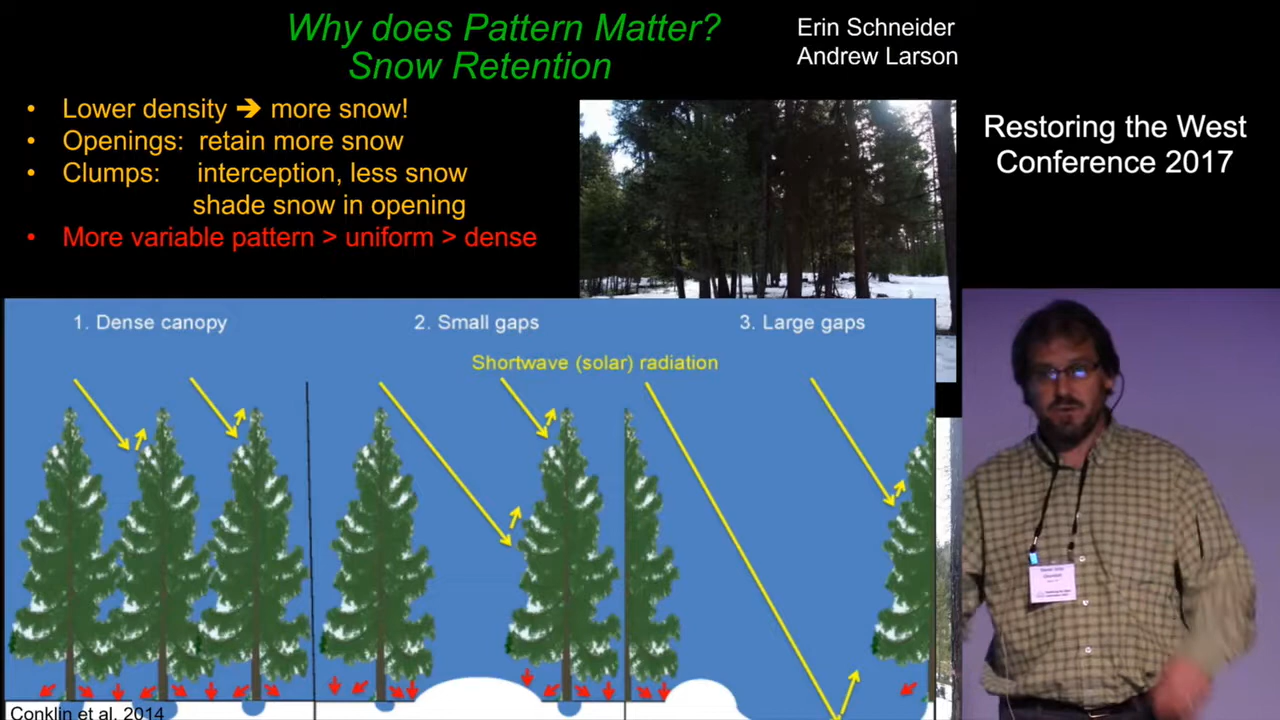 Why does Pattern Matter?
Snow Retention
Erin Schneider
Andrew Larson
• Lower density ➔ more snow!
• Openings: retain more snow
• Clumps: interception, less snow
shade snow in opening
• More variable pattern > uniform > dense
Restoring the West
Conference 2017
1. Dense canopy
2. Small gaps
3. Large gaps
Shortwave (solar) radiation
Conklin et al. 2014